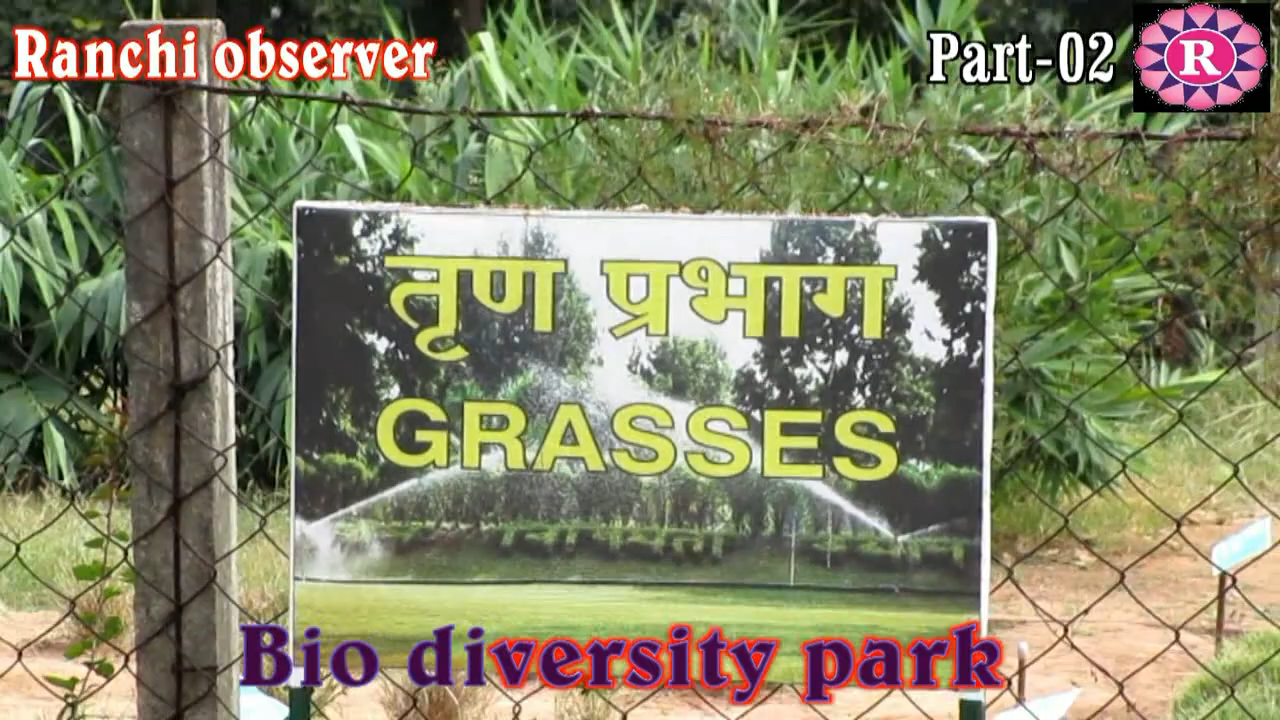 Ranchi observer
Part-02
R
तृण प्रभाग
GRASSES
Bio diversity park